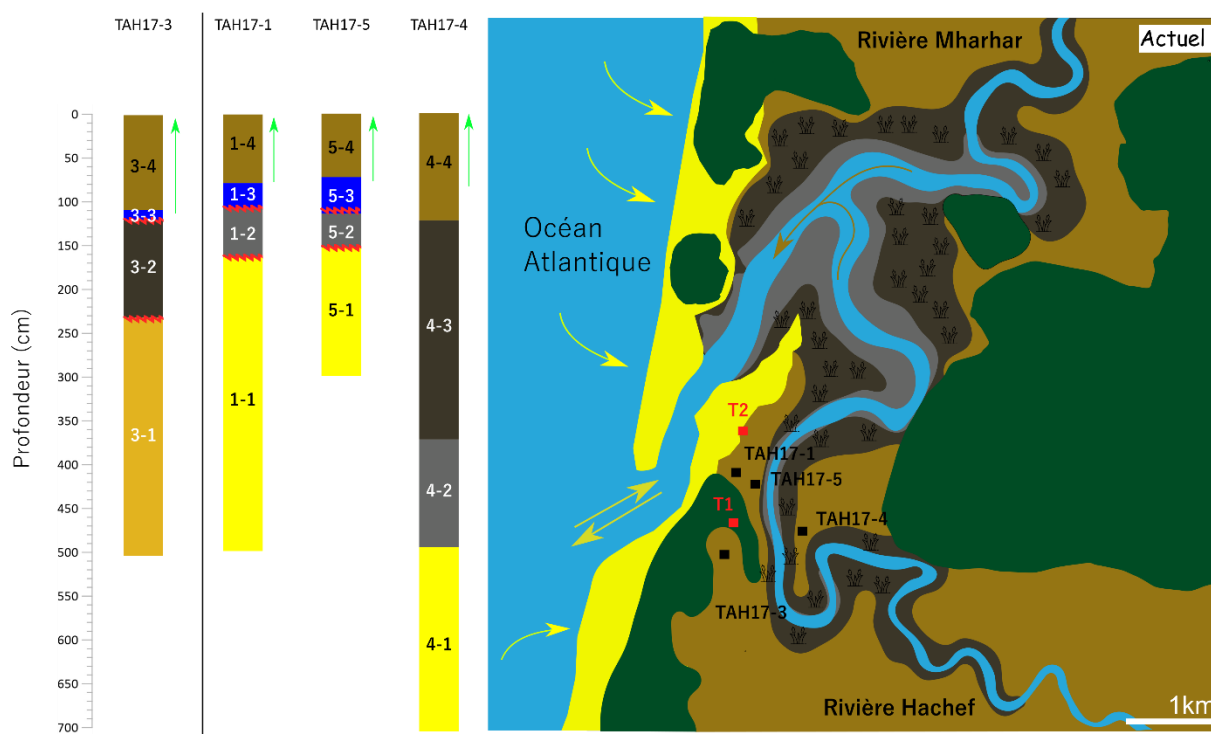 TAH17-3
TAH17-1
TAH17-5
TAH17-4
Profondeur (cm)
0
50
100
150
200
250
300
350
400
450
500
550
600
650
700
3-4
3-3
3-2
3-1
1-4
1-3
1-2
1-1
5-4
5-3
5-2
5-1
4-4
4-3
4-2
4-1
Rivière Mharhar
Actuel
Océan
Atlantique
T2
TAH17-1
TAH17-5
T1
TAH17-4
TAH17-3
Rivière Hachef
1km